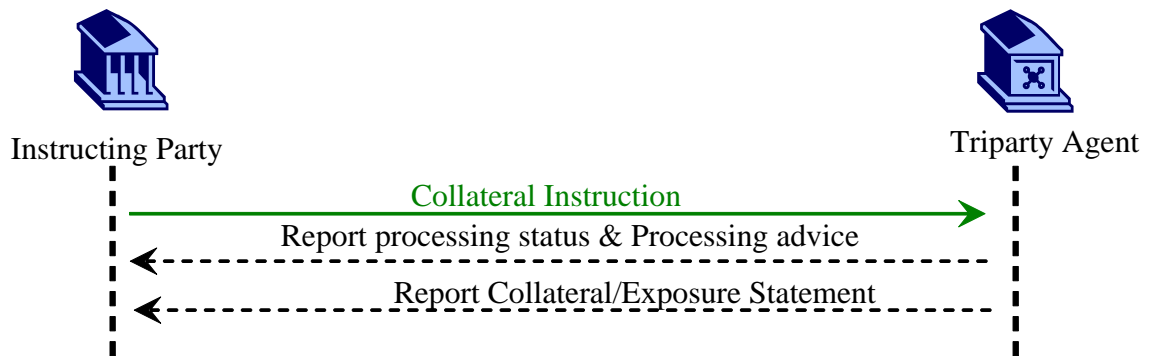 Instructing Party
Triparty Agent
Collateral Instruction
Report processing status & Processing advice
Report Collateral/Exposure Statement